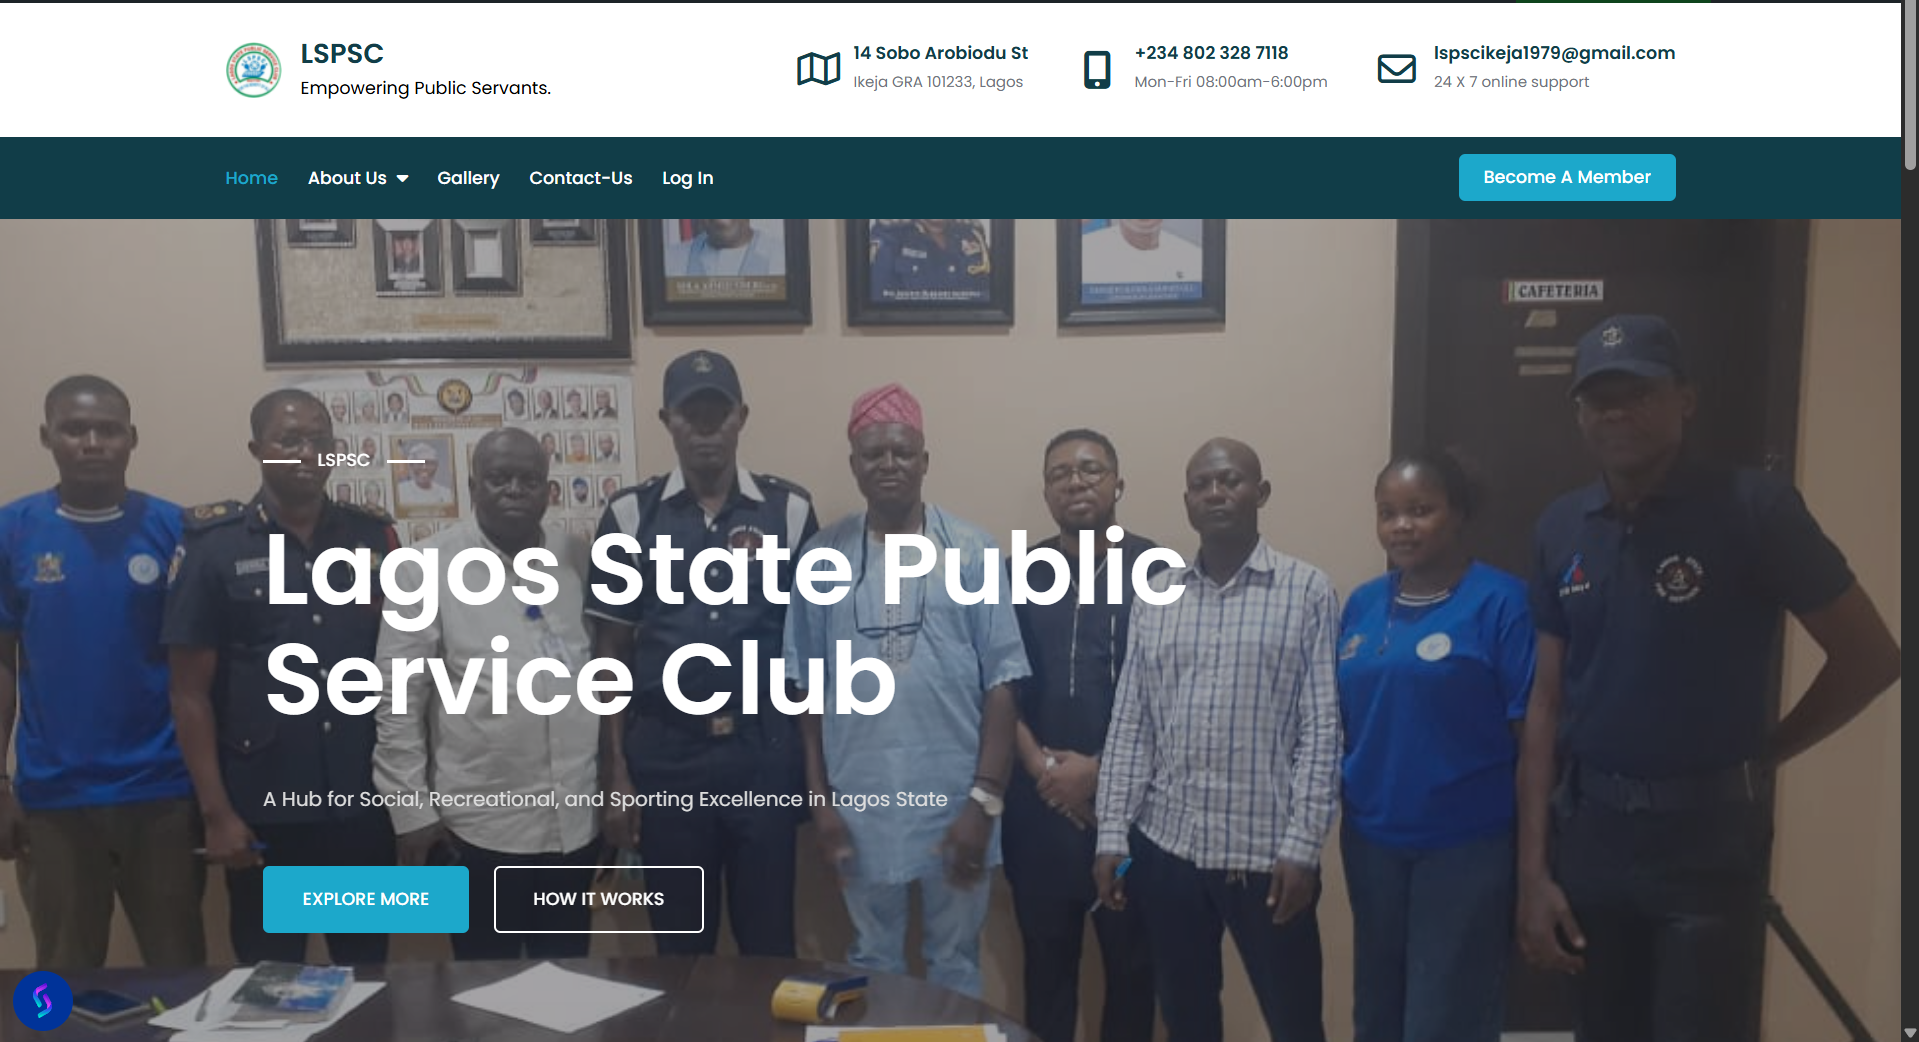 LSPSC
Empowering Public Servants.
14 Sobo Arobiodu St
Ikeja GRA 101233, Lagos
+234 802 328 7118
Mon-Fri 08:00am-6:00pm
lspscikeja1979@gmail.com
24 X 7 online support
Home
About Us
Gallery
Contact-Us
Log In
Become A Member
CAFETERIA
LSPSC
Lagos State Public
Service Club
A Hub for Social, Recreational, and Sporting Excellence in Lagos State
EXPLORE MORE
HOW IT WORKS